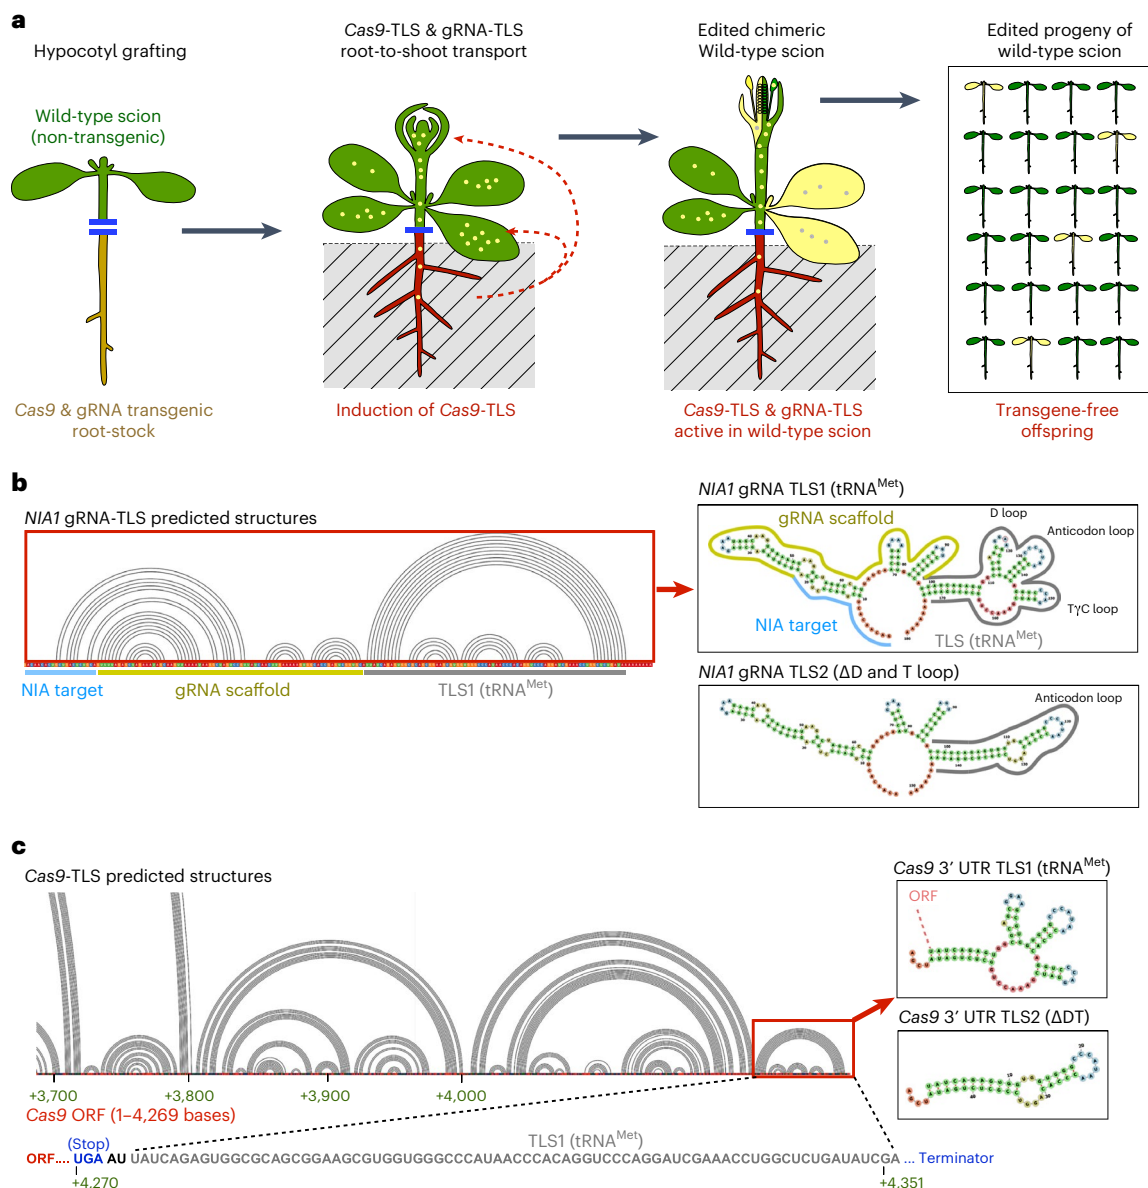 a
Hypocotyl grafting
Cas9-TLS & gRNA-TLS
root-to-shoot transport
Edited chimeric
Wild-type scion
Edited progeny of
wild-type scion
Wild-type scion
(non-transgenic)
Cas9 & gRNA transgenic
root-stock
Induction of Cas9-TLS
Cas9-TLS & gRNA-TLS
active in wild-type scion
Transgene-free
offspring
b
NIA1 gRNA-TLS predicted structures
NIA target
gRNA scaffold
TLS1 (tRNAMet)
NIA1 gRNA TLS1 (tRNAMet)
gRNA scaffold
D loop
Anticodon loop
TγC loop
NIA target
TLS (tRNAMet)
NIA1 gRNA TLS2 (ΔD and T loop)
Anticodon loop
c
Cas9-TLS predicted structures
+3,700
+3,800
+3,900
+4,000
Cas9 ORF (1–4,269 bases)
Cas9 3′ UTR TLS1 (tRNAMet)
ORF
Cas9 3′ UTR TLS2 (ΔDT)
(Stop)
TLS1 (tRNAMet)
ORF.... UGA AU UAUCAGAGUGGCGCAGCGGAAGCGUGGUGGGCCCAUAACCCACAGGUCCCAGGAUCGAAACCUGGCUCUGAUAUCGA ... Terminator
+4,270
+4,351